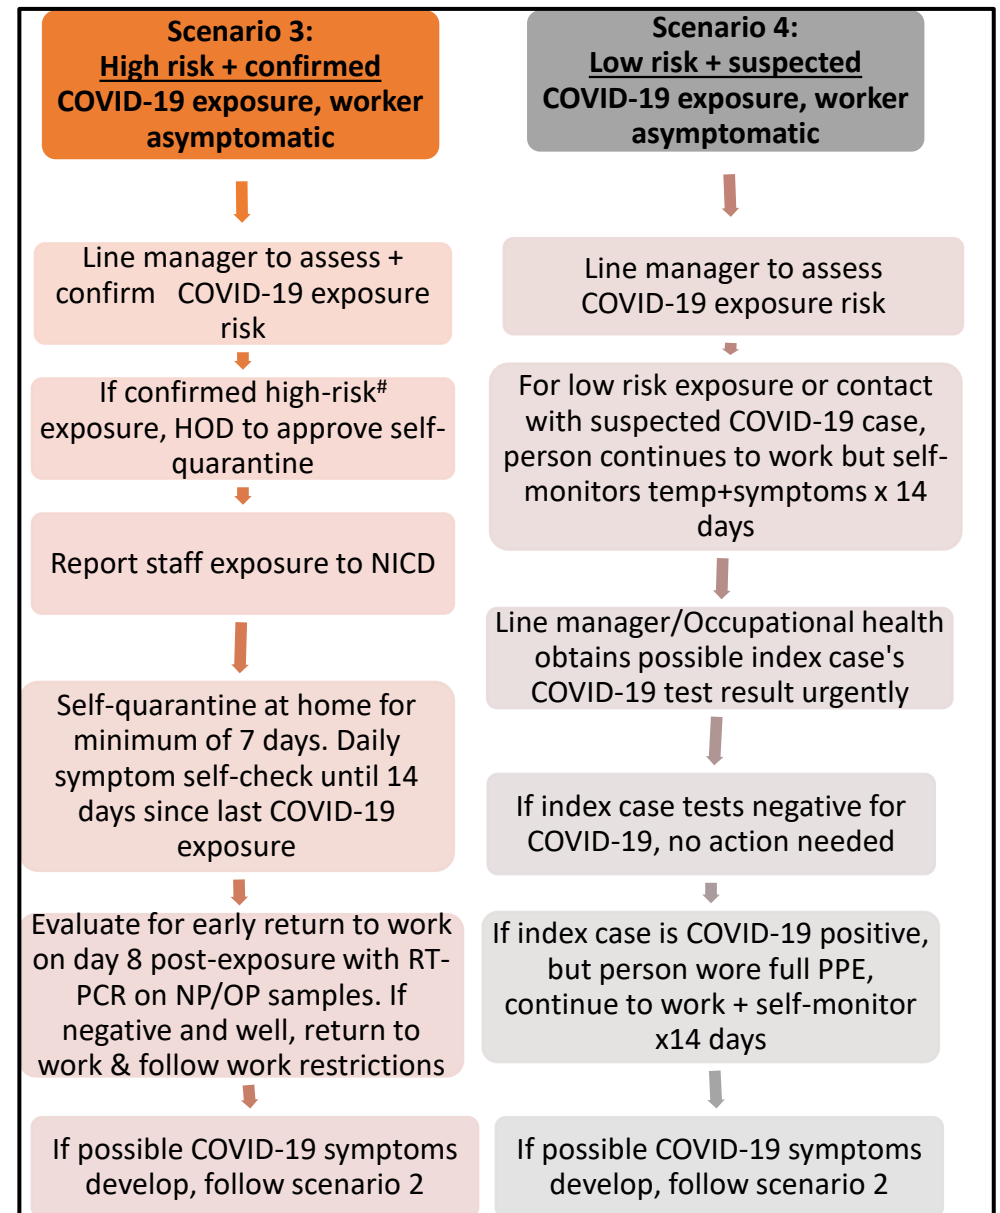 Scenario 3:
High risk + confirmed
COVID-19 exposure, worker
asymptomatic
Line manager to assess +
confirm COVID-19 exposure
risk
If confirmed high-risk#
exposure, HOD to approve self-
quarantine
Report staff exposure to NICD
Self-quarantine at home for
minimum of 7 days. Daily
symptom self-check until 14
days since last COVID-19
exposure
Evaluate for early return to work
on day 8 post-exposure with RT-
PCR on NP/OP samples. If
negative and well, return to
work & follow work restrictions
If possible COVID-19 symptoms
develop, follow scenario 2
Scenario 4:
Low risk + suspected
COVID-19 exposure, worker
asymptomatic
Line manager to assess
COVID-19 exposure risk
For low risk exposure or contact
with suspected COVID-19 case,
person continues to work but self-
monitors temp+symptoms x 14
days
Line manager/Occupational health
obtains possible index case's
COVID-19 test result urgently
If index case tests negative for
COVID-19, no action needed
If index case is COVID-19 positive,
but person wore full PPE,
continue to work + self-monitor
x14 days
If possible COVID-19 symptoms
develop, follow scenario 2